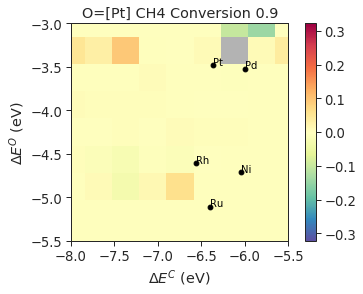 O=[Pt] CH4 Conversion 0.9
−3.0
−3.5
−4.0
−4.5
−5.0
−5.5
ΔE^O (eV)
Pt
Pd
Rh
Ni
Ru
−8.0 −7.5 −7.0 −6.5 −6.0 −5.5
ΔE^C (eV)
0.3
0.2
0.1
0.0
−0.1
−0.2
−0.3